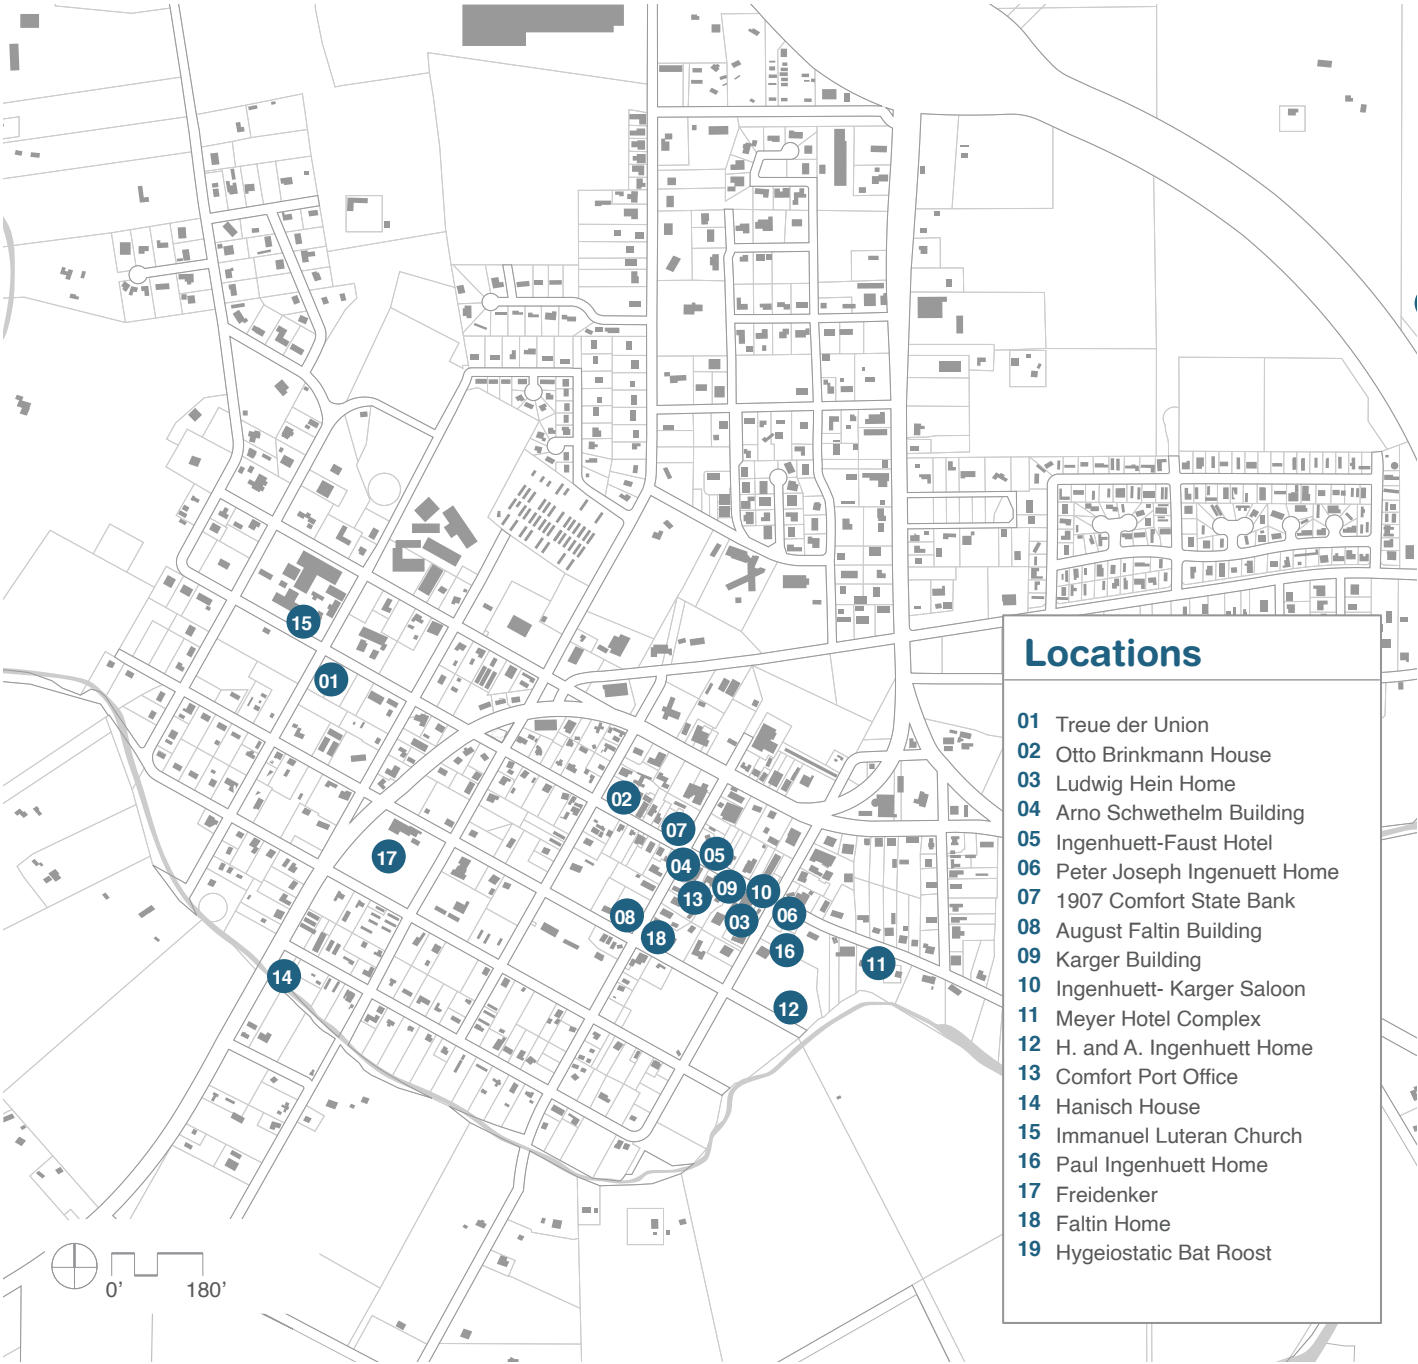 15
01
02
07
05
04
09
10
13
06
08
03
18
16
17
11
14
12
Locations
01 Treue der Union
02 Otto Brinkmann House
03 Ludwig Hein Home
04 Arno Schwethelm Building
05 Ingenhuett-Faust Hotel
06 Peter Joseph Ingenuett Home
07 1907 Comfort State Bank
08 August Faltin Building
09 Karger Building
10 Ingenhuett- Karger Saloon
11 Meyer Hotel Complex
12 H. and A. Ingenhuett Home
13 Comfort Port Office
14 Hanisch House
15 Immanuel Luteran Church
16 Paul Ingenhuett Home
17 Freidenker
18 Faltin Home
19 Hygeiostatic Bat Roost
0' 180'